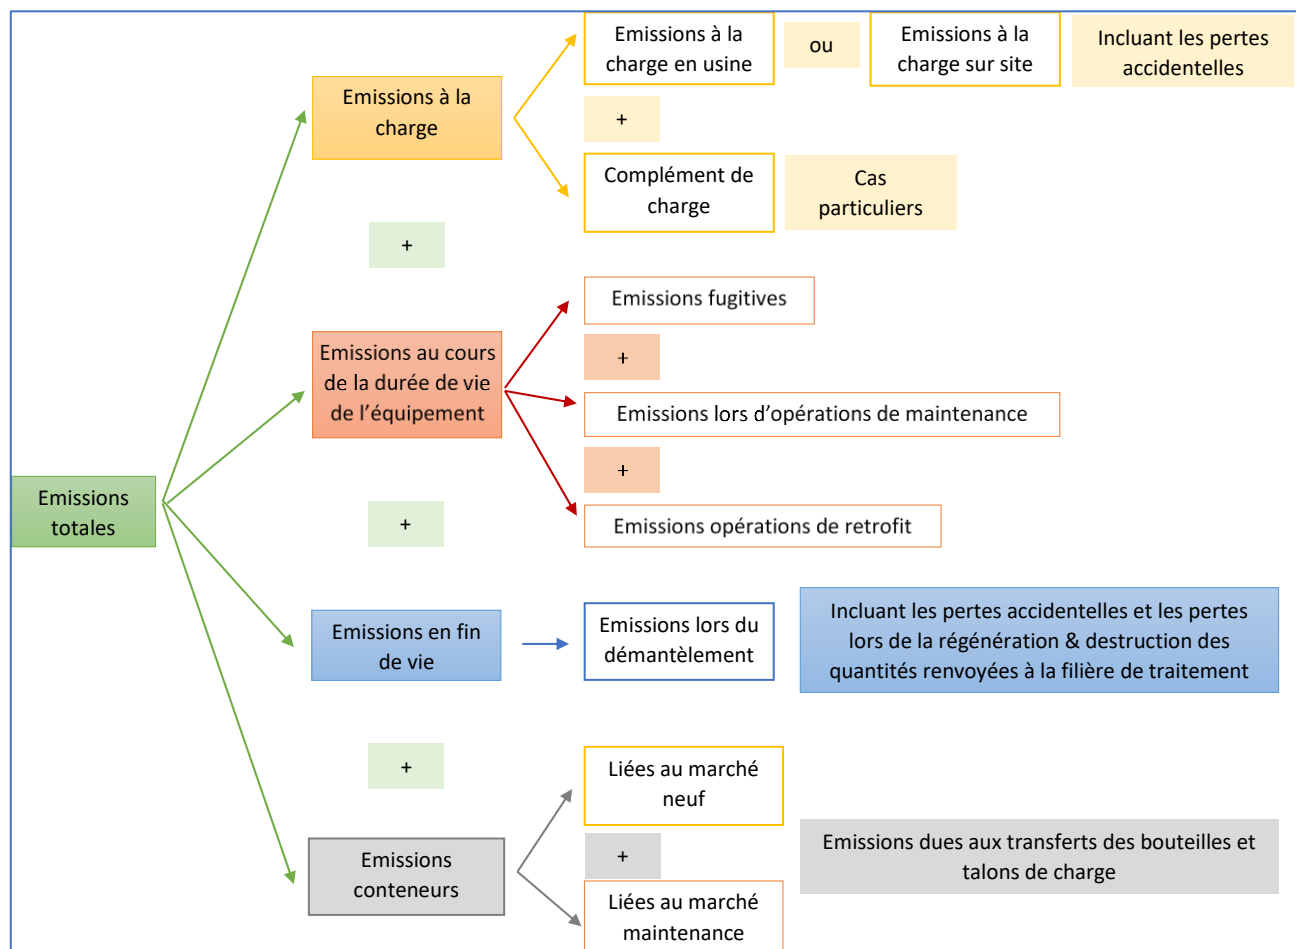 Emissions à la
charge en usine
ou
Emissions à la
charge sur site
Incluant les pertes
accidentelles
Emissions à la
charge
+
Complément de
charge
Cas
particuliers
+
Emissions fugitives
+
Emissions au cours
de la durée de vie
de l'équipement
Emissions lors d'opérations de maintenance
+
Emissions
totales
+
Emissions opérations de retrofit
Emissions en fin
de vie
Emissions lors du
démantèlement
Incluant les pertes accidentelles et les pertes
lors de la régénération & destruction des
quantités renvoyées à la filière de traitement
+
Liées au marché
neuf
+
Emissions dues aux transferts des bouteilles et
talons de charge
Emissions
conteneurs
Liées au marché
maintenance